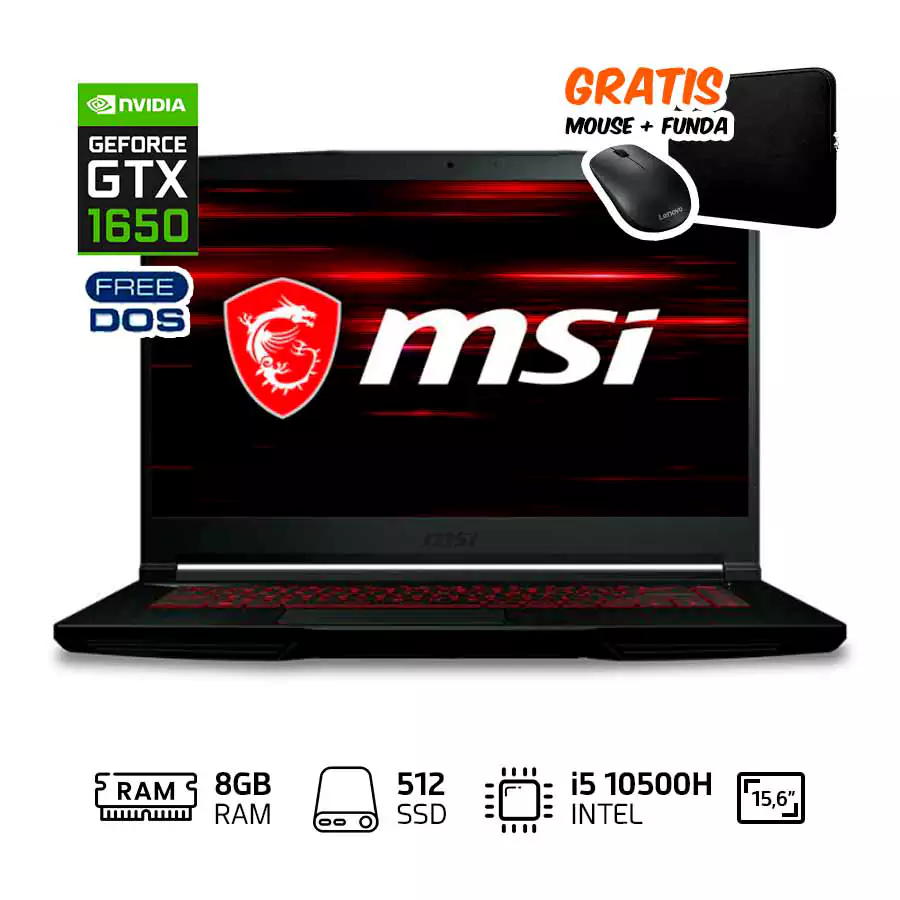 NVIDIA
GEFORCE
GTX
1650
FREE
DOS
GRATIS
MOUSE + FUNDA
Lenovo
msi
msi
RAM
8GB
RAM
512
SSD
i5 10500H
INTEL
15,6"